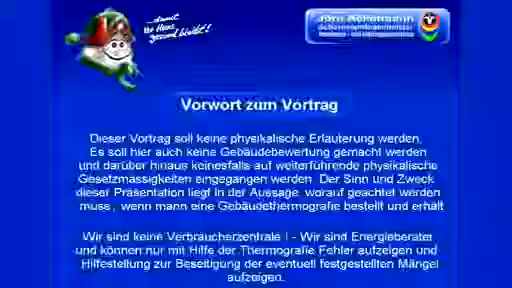 ...damit
Ihr Haus
gesund bleibt!
Vorwort zum Vortrag
Dieser Vortrag soll keine physikalische Erläuterung werden.
Es soll hier auch keine Gebäudebewertung gemacht werden
und darüber hinaus keinesfalls auf weiterführende physikalische
Gesetzmässigkeiten eingegangen werden. Der Sinn und Zweck
dieser Präsentation liegt in der Aussage, worauf geachtet werden
muss, wenn mann eine Gebäudethermografie bestellt und erhält
Wir sind keine Verbraucherzentrale ! - Wir sind Energieberater
und können nur mit Hilfe der Thermografie Fehler aufzeigen und
Hilfestellung zur Beseitigung der eventuell festgestellten Mängel
aufzeigen.